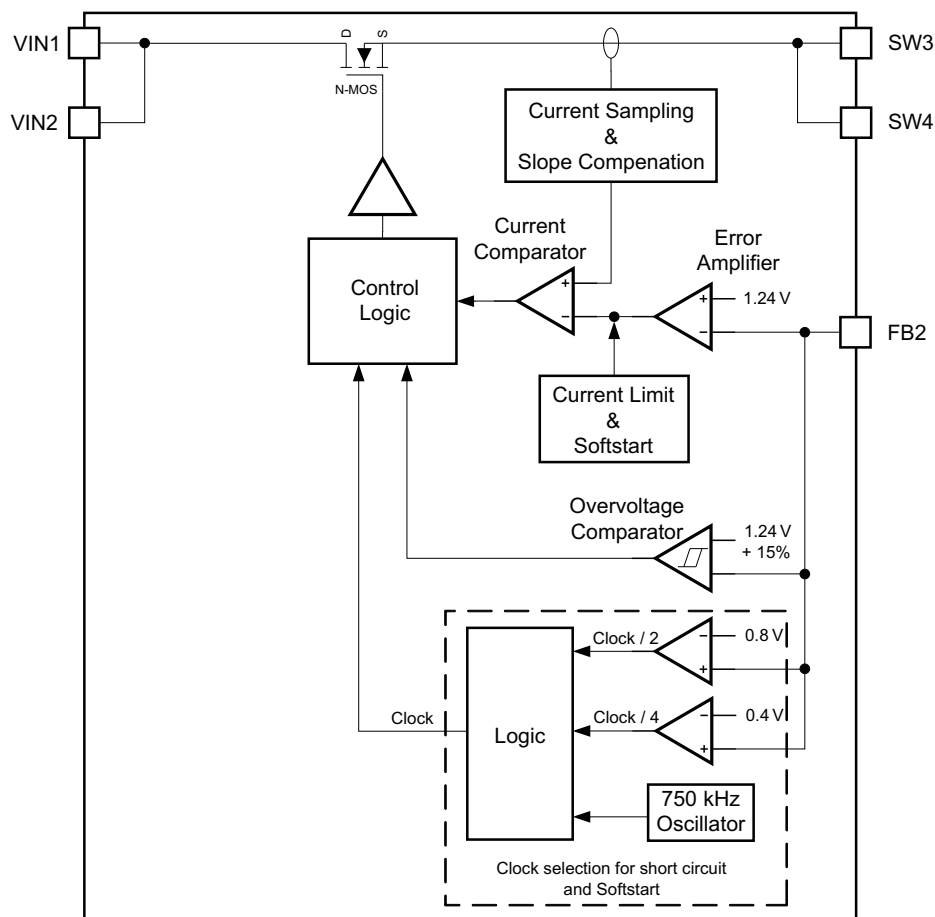 VIN1
D
S
SW3
N-MOS
VIN2
SW4
Current Sampling
&
Slope Compenation
Current
Comparator
Error
Amplifier
Control
Logic
+
−
+
1.24 V
−
FB2
Current Limit
&
Softstart
Overvoltage
Comparator
1.24 V
+ 15%
Clock / 2
−
0.8 V
+
Clock / 4
−
0.4 V
+
Clock
Logic
750 kHz
Oscillator
Clock selection for short circuit
and Softstart